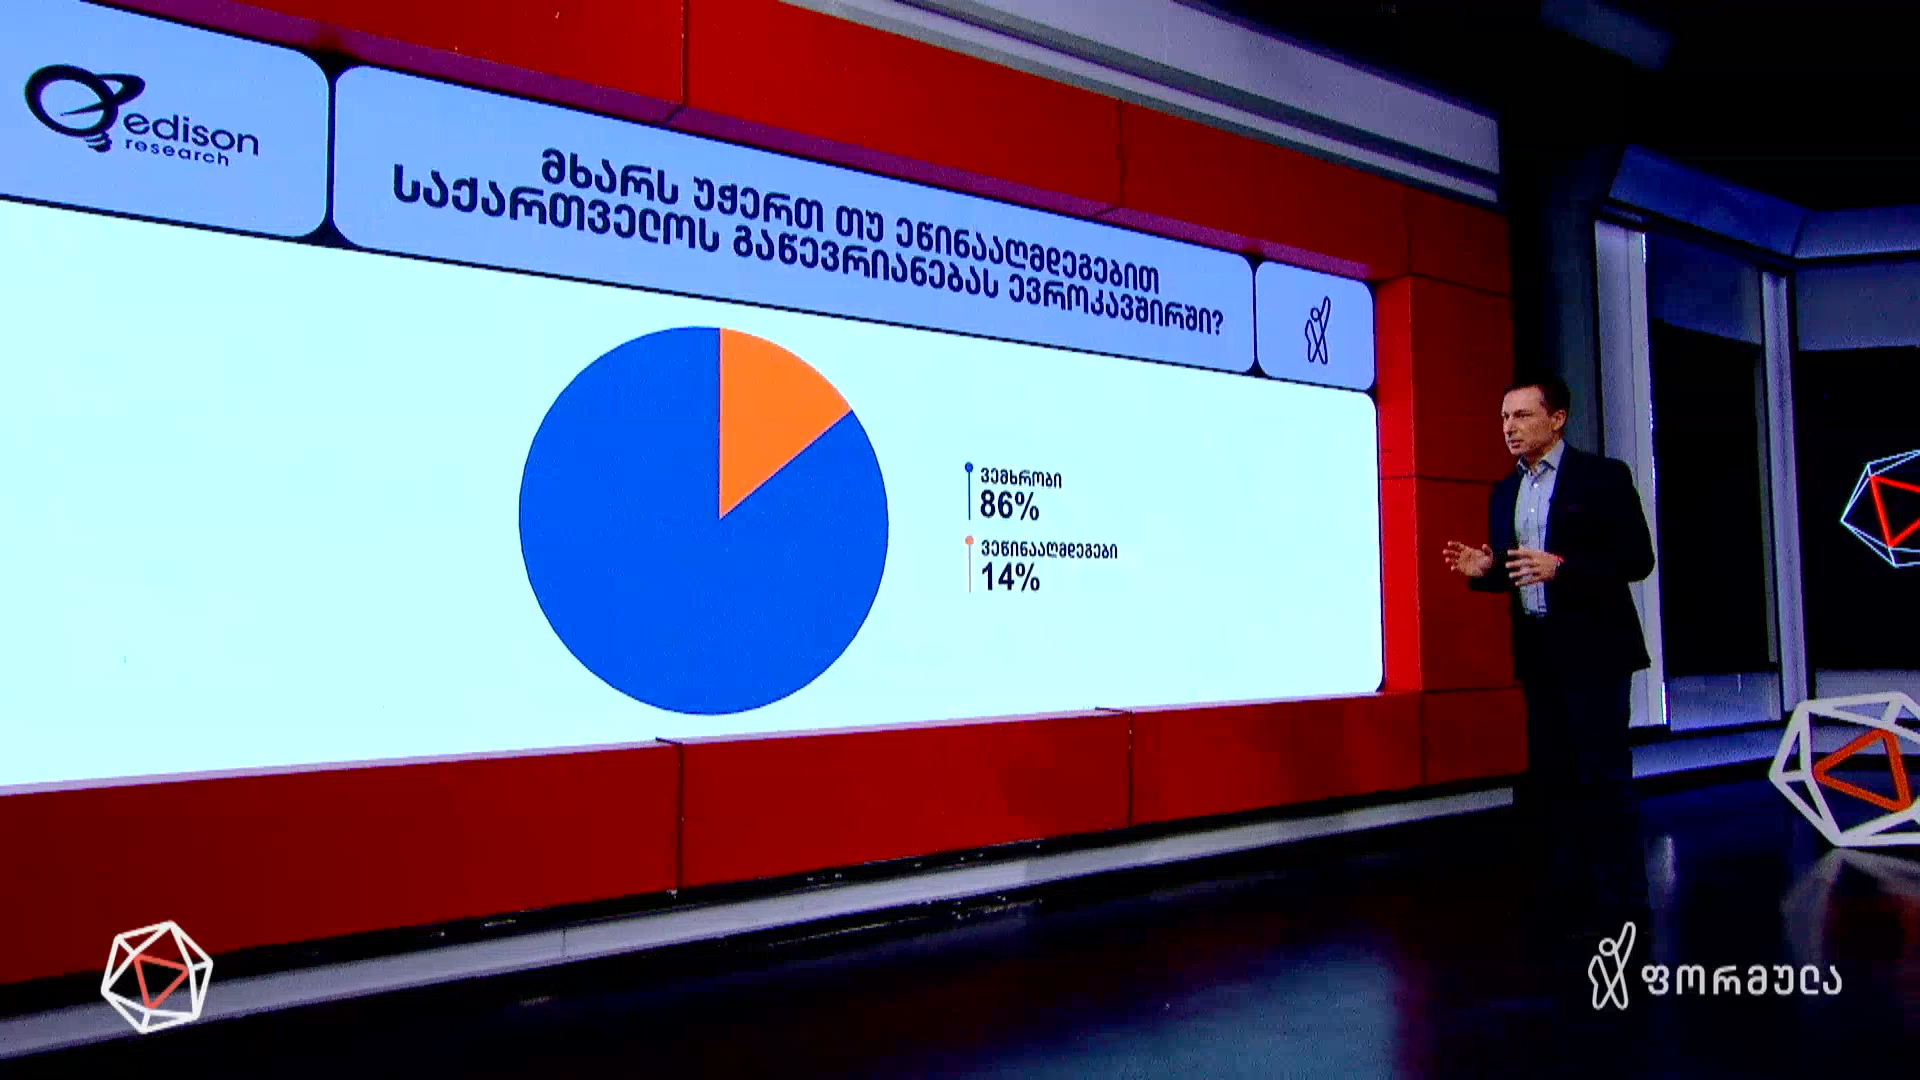 edison
research
მხარს უჭერთ თუ ეწინააღმდეგებით
საქართველოს გაწევრიანებას ევროკავშირში?
ვემხრობი
86%
ვეწინააღმდეგები
14%
ფორმულა